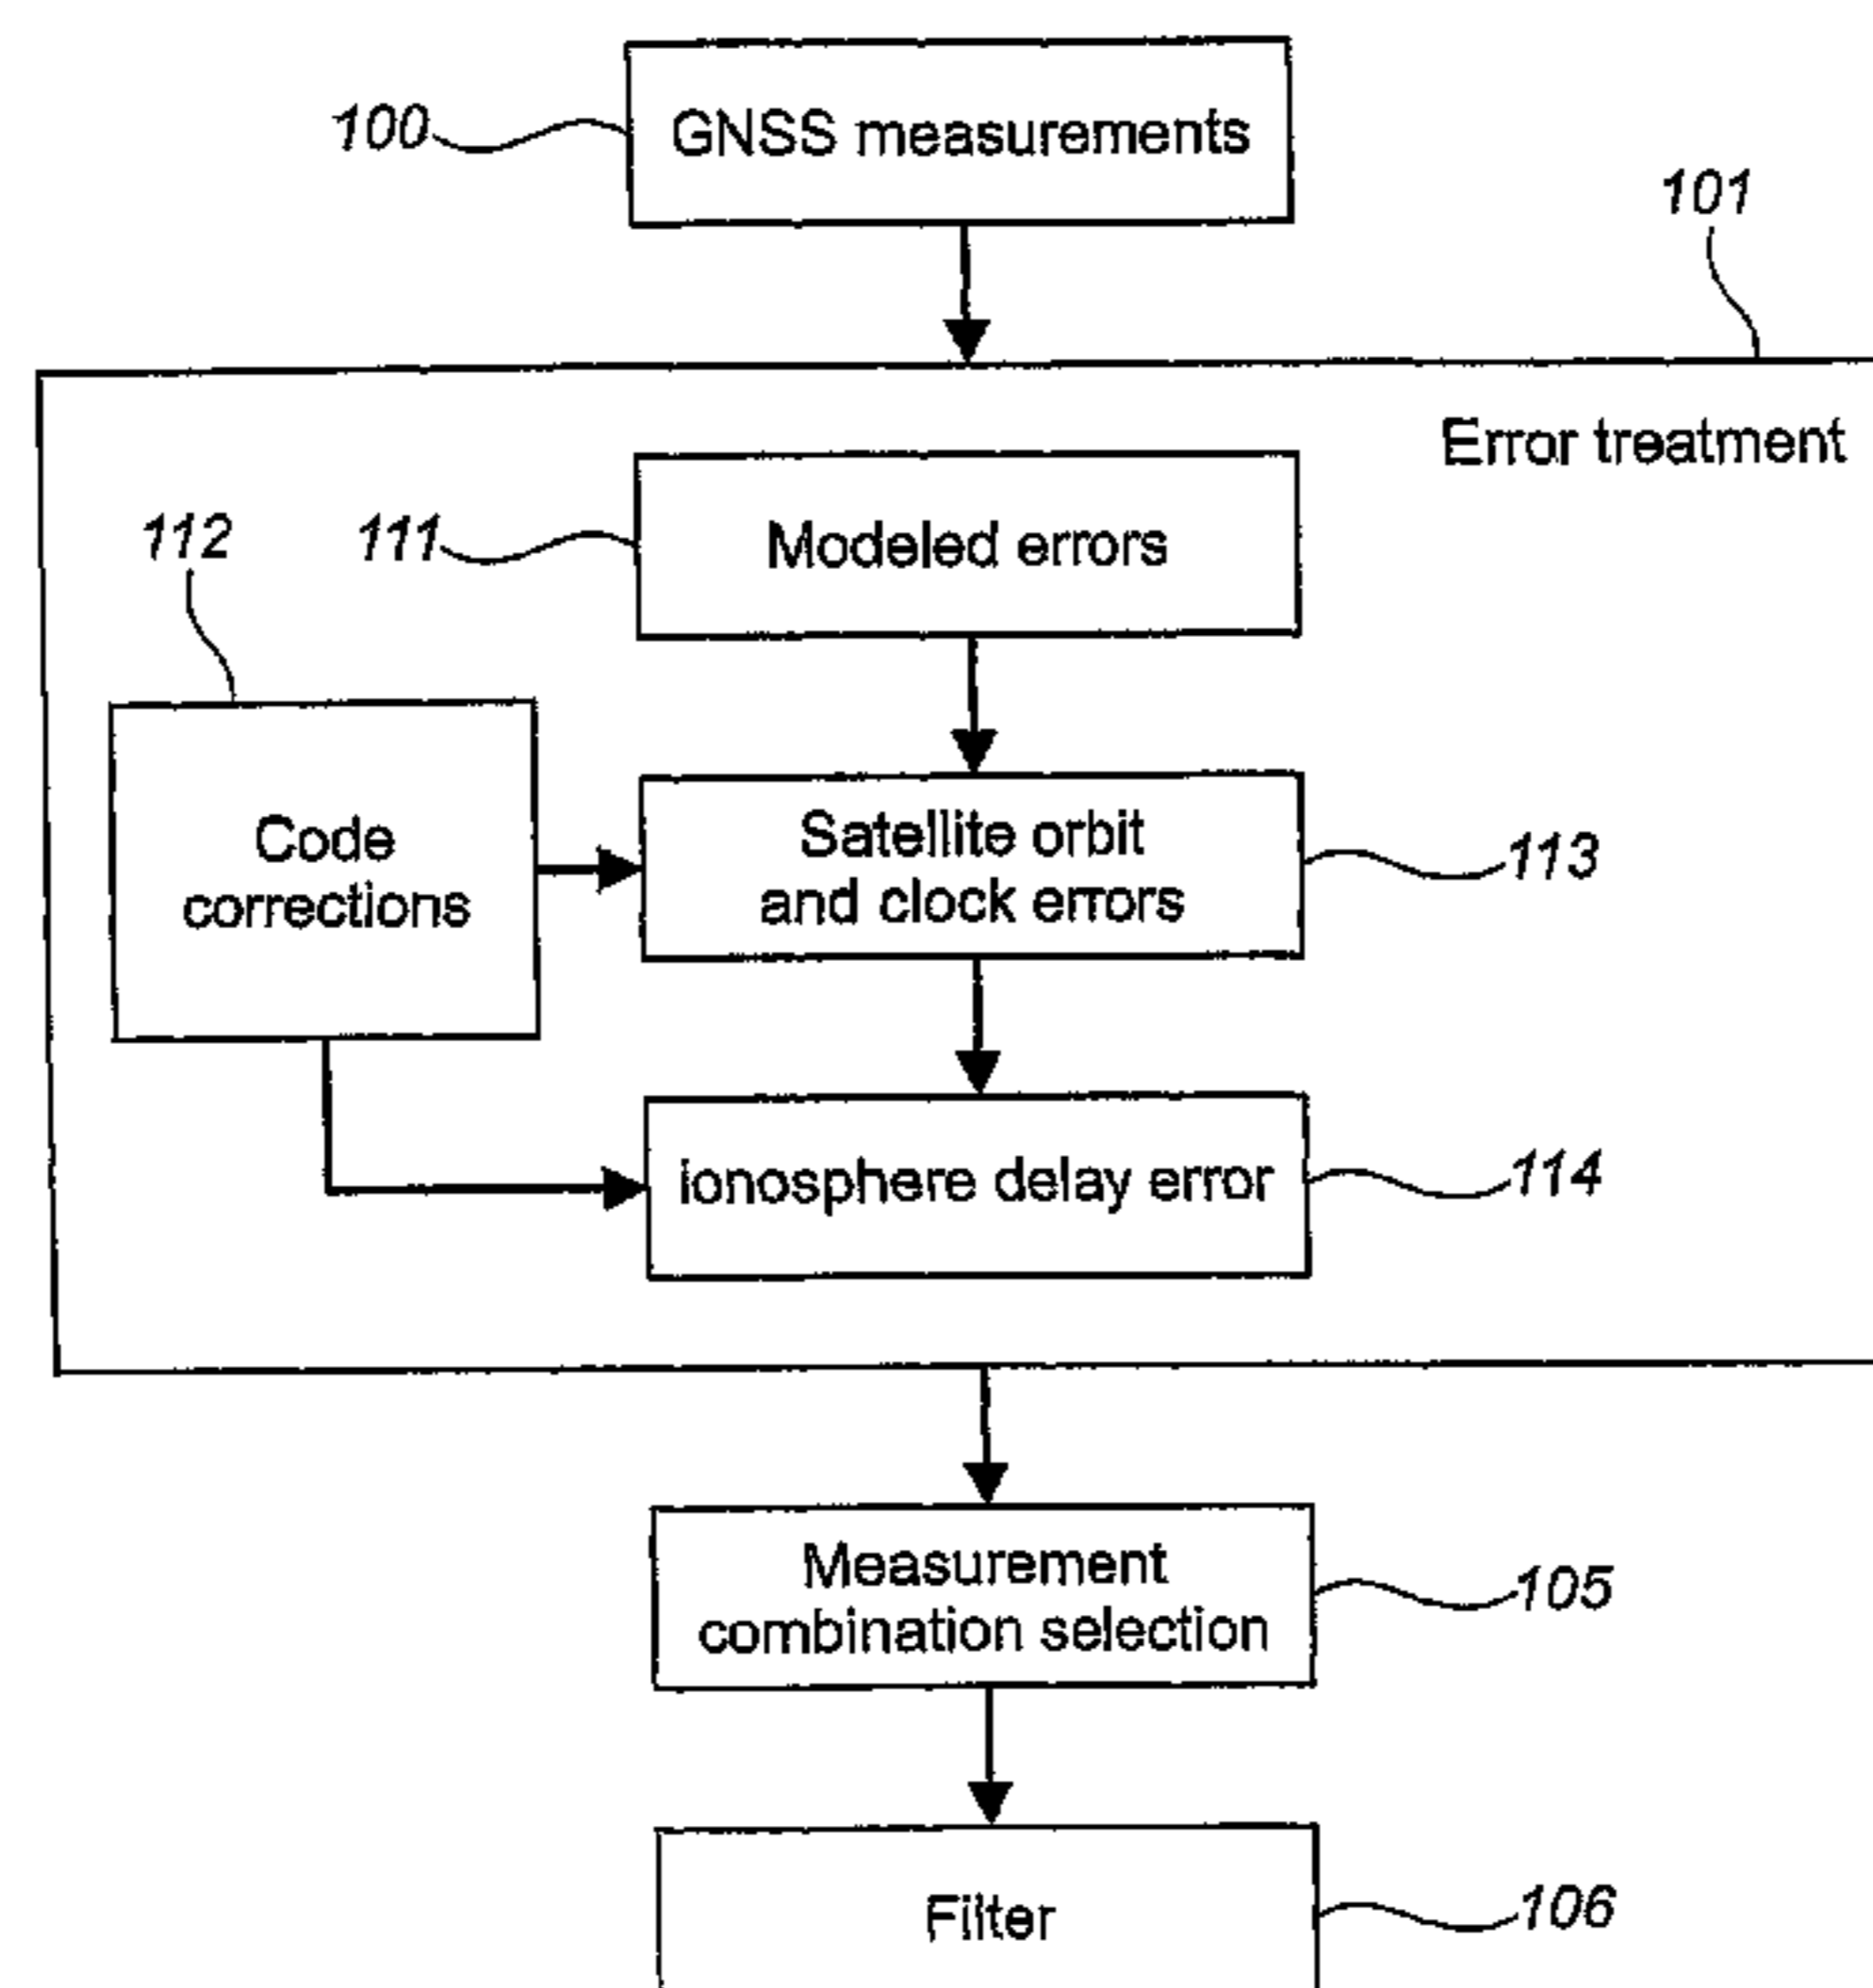 100
GNSS measurements
101
Error treatment
112
111
Modeled errors
Code
corrections
Satellite orbit
and clock errors
113
ionosphere delay error
114
Measurement
combination selection
105
Filter
106